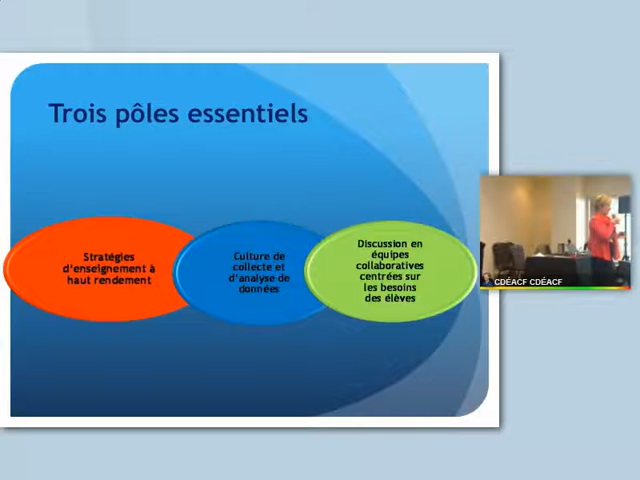 Trois pôles essentiels
Stratégies
d'enseignement à
haut rendement
Culture de
collecte et
d'analyse de
données
Discussion en
équipes
collaboratives
centrées sur
les besoins
des élèves
CDÉACF CDÉACF